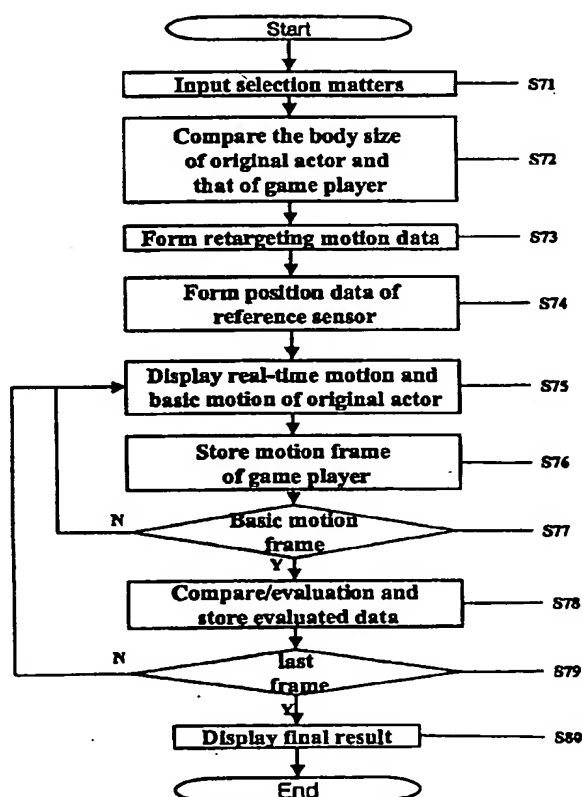 Start
Input selection matters
S71
Compare the body size
of original actor and
that of game player
S72
Form retargeting motion data
S73
Form position data of
reference sensor
S74
Display real-time motion and
basic motion of original actor
S75
Store motion frame
of game player
S76
N
Basic motion
frame
S77
Y
Compare/evaluation and
store evaluated data
S78
N
last
frame
S79
Y
Display final result
S80
End